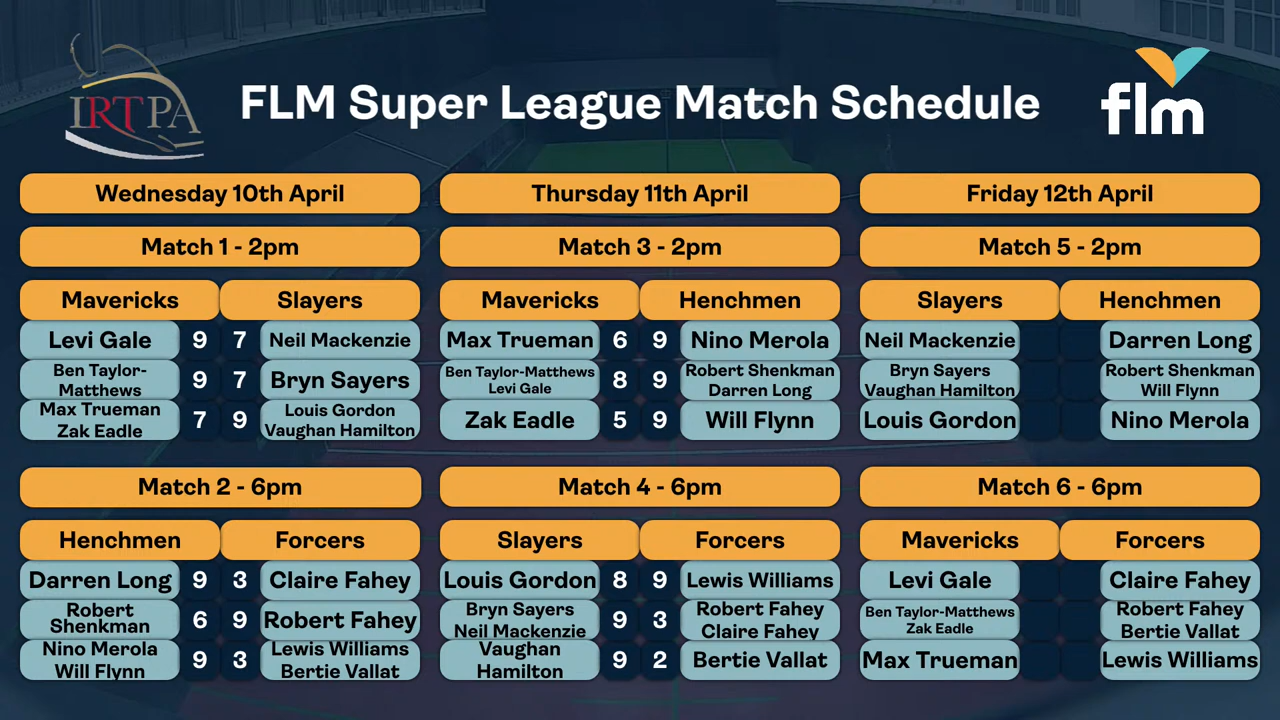 IRTPA
FLM Super League Match Schedule
flm
Wednesday 10th April
Match 1 - 2pm
Mavericks Slayers
Levi Gale 9 7 Neil Mackenzie
Ben Taylor-
Matthews 9 7 Bryn Sayers
Max Trueman
Zak Eadle 7 9 Louis Gordon
Vaughan Hamilton
Match 2 - 6pm
Henchmen Forcers
Darren Long 9 3 Claire Fahey
Robert
Shenkman 6 9 Robert Fahey
Nino Merola
Will Flynn 9 3 Lewis Williams
Bertie Vallat
Thursday 11th April
Match 3 - 2pm
Mavericks Henchmen
Max Trueman 6 9 Nino Merola
Ben Taylor-Matthews
Levi Gale 8 9 Robert Shenkman
Darren Long
Zak Eadle 5 9 Will Flynn
Match 4 - 6pm
Slayers Forcers
Louis Gordon 8 9 Lewis Williams
Bryn Sayers
Neil Mackenzie 9 3 Robert Fahey
Claire Fahey
Vaughan
Hamilton 9 2 Bertie Vallat
Friday 12th April
Match 5 - 2pm
Slayers Henchmen
Neil Mackenzie Darren Long
Bryn Sayers
Vaughan Hamilton Robert Shenkman
Will Flynn
Louis Gordon Nino Merola
Match 6 - 6pm
Mavericks Forcers
Levi Gale Claire Fahey
Ben Taylor-Matthews
Zak Eadle Robert Fahey
Bertie Vallat
Max Trueman Lewis Williams